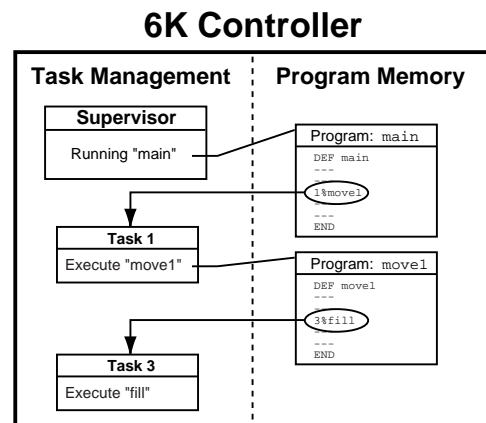 6K Controller
Task Management
Program Memory
Supervisor
Running "main"
Program: main
DEF main
---
---
1%move1
---
---
END
Task 1
Execute "move1"
Program: move1
DEF move1
---
---
3%fill
---
---
END
Task 3
Execute "fill"